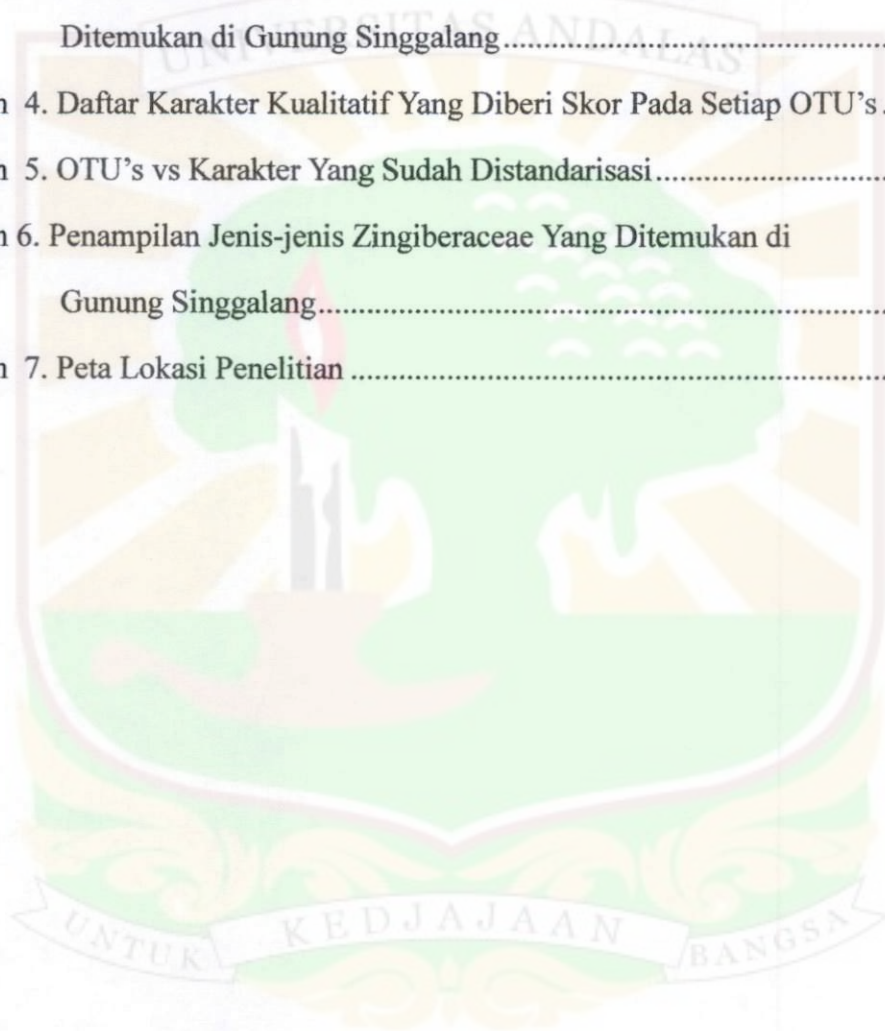 UNIVERSITAS ANDALAS
Ditemukan di Gunung Singgalang ................................................
4. Daftar Karakter Kualitatif Yang Diberi Skor Pada Setiap OTU's .
5. OTU's vs Karakter Yang Sudah Distandarisasi ..............................
6. Penampilan Jenis-jenis Zingiberaceae Yang Ditemukan di
Gunung Singgalang ........................................................................
7. Peta Lokasi Penelitian ....................................................................
UNTUK KEDJAJAAN BANGSA